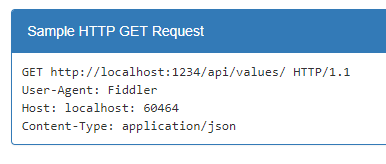 Sample HTTP GET Request
GET http://localhost:1234/api/values/ HTTP/1.1
User-Agent: Fiddler
Host: localhost: 60464
Content-Type: application/json